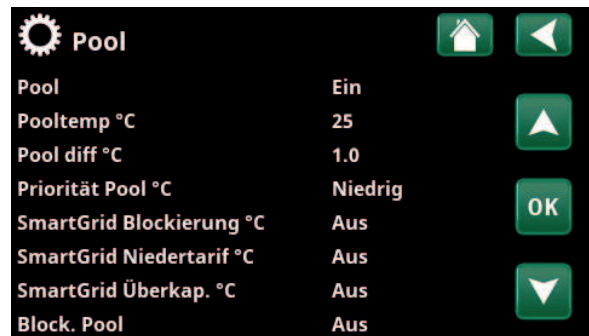 Pool
Pool Ein
Pooltemp °C 25
Pool diff °C 1.0
Priorität Pool °C Niedrig
SmartGrid Blockierung °C Aus
OK
SmartGrid Niedertarif °C Aus
SmartGrid Überkap. °C Aus
Block. Pool Aus